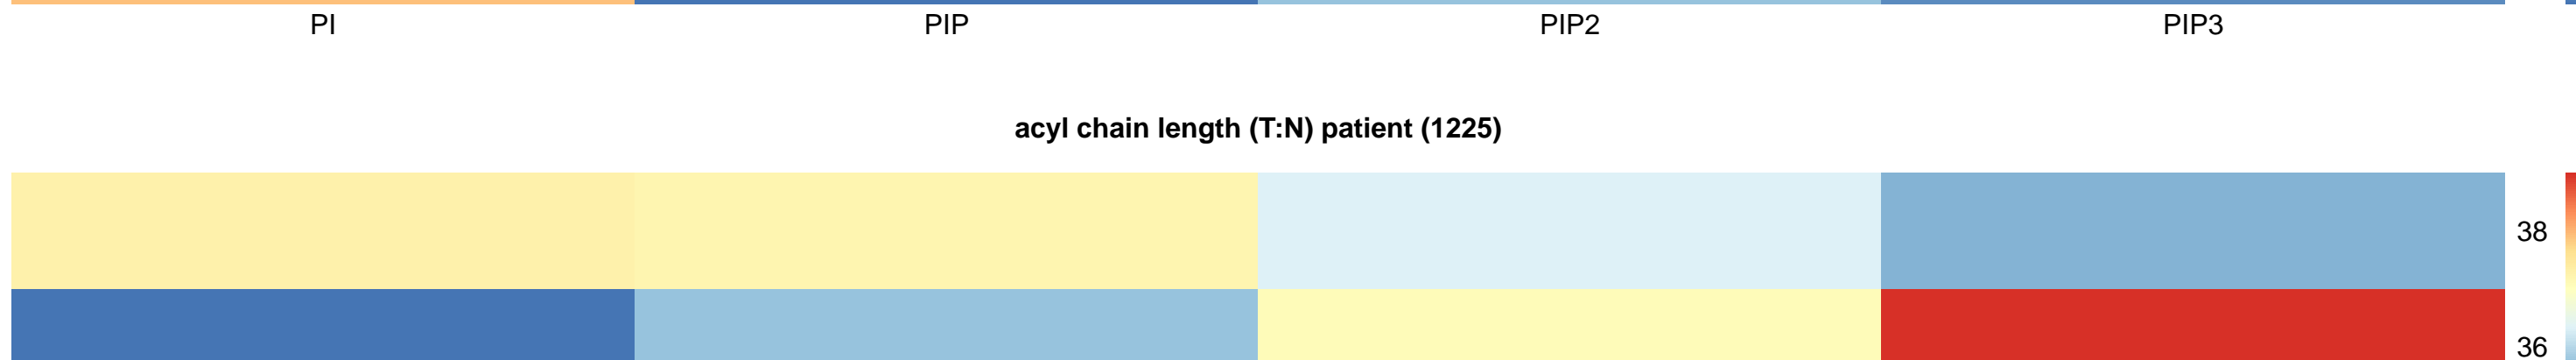 PI PIP PIP2 PIP3
acyl chain length (T:N) patient (1225)
38
36